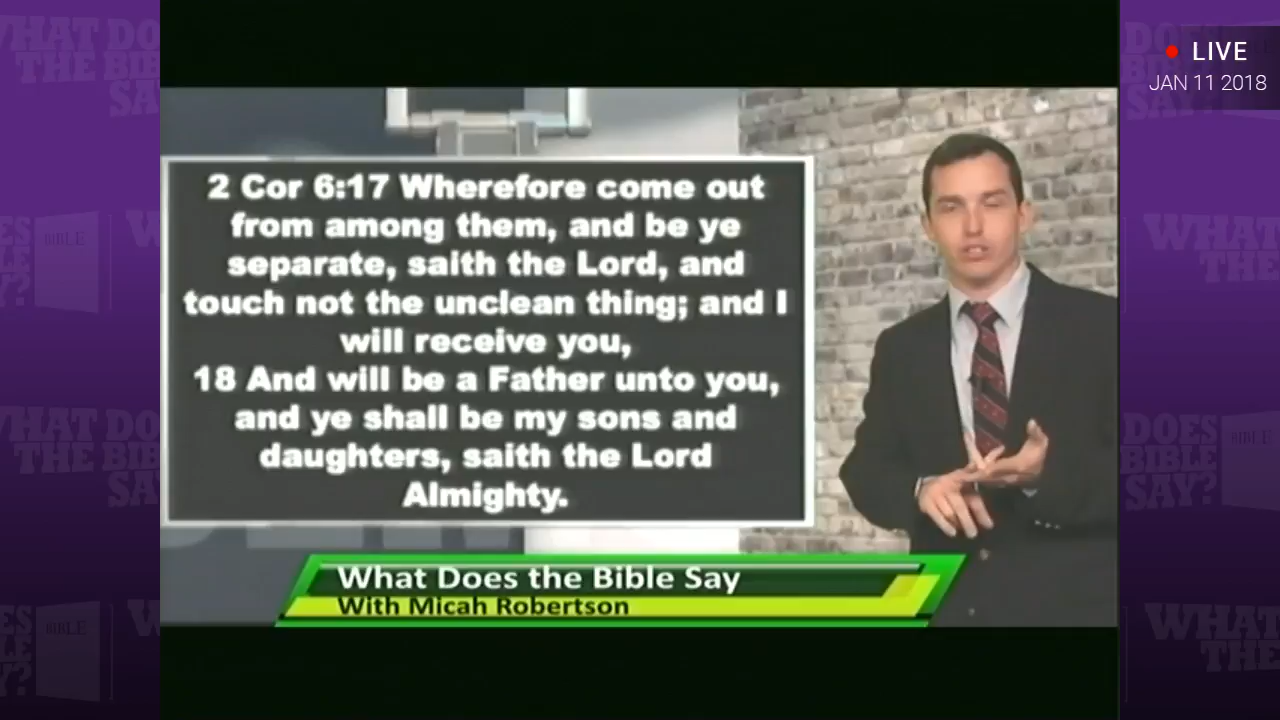 LIVE
JAN 11 2018
2 Cor 6:17 Wherefore come out
from among them, and be ye
separate, saith the Lord, and
touch not the unclean thing; and I
will receive you,
18 And will be a Father unto you,
and ye shall be my sons and
daughters, saith the Lord
Almighty.
What Does the Bible Say
With Micah Robertson